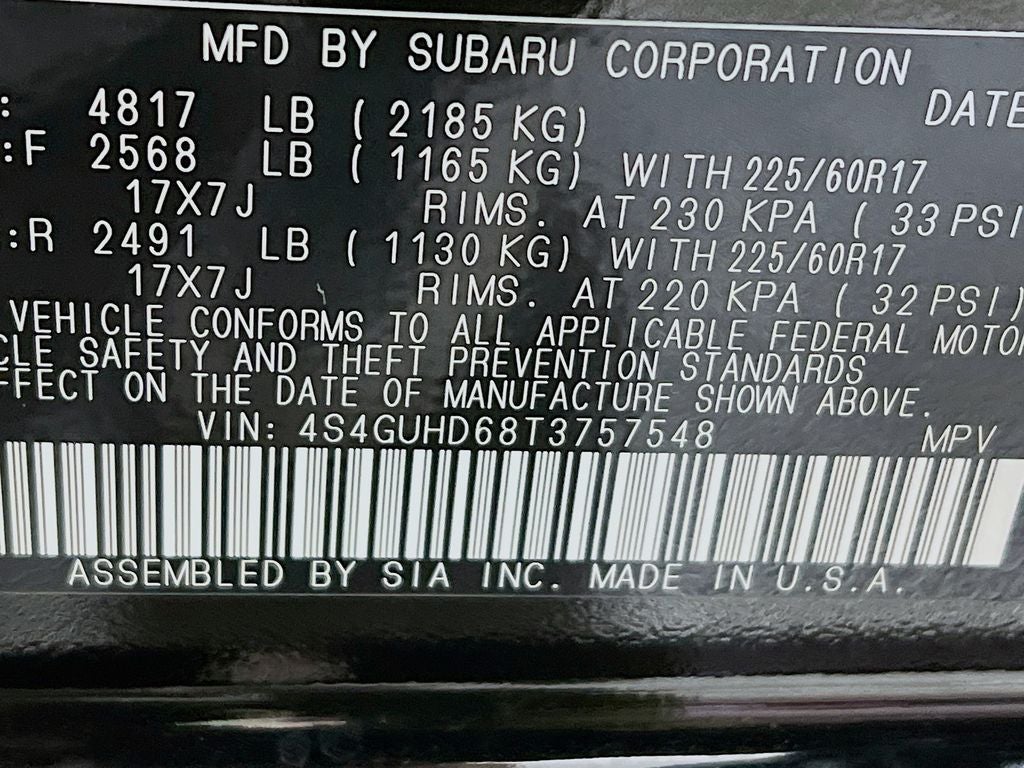 MFD BY SUBARU CORPORATION
: 4817 LB ( 2185 KG) DATE
:F 2568 LB ( 1165 KG) WITH 225/60R17
17X7J RIMS. AT 230 KPA ( 33 PSI
:R 2491 LB ( 1130 KG) WITH 225/60R17
17X7J RIMS. AT 220 KPA ( 32 PSI)
VEHICLE CONFORMS TO ALL APPLICABLE FEDERAL MOTOR
CLE SAFETY AND THEFT PREVENTION STANDARDS
FFECT ON THE DATE OF MANUFACTURE SHOWN ABOVE.
VIN: 4S4GUHD68T3757548 MPV
ASSEMBLED BY SIA INC. MADE IN U.S.A.